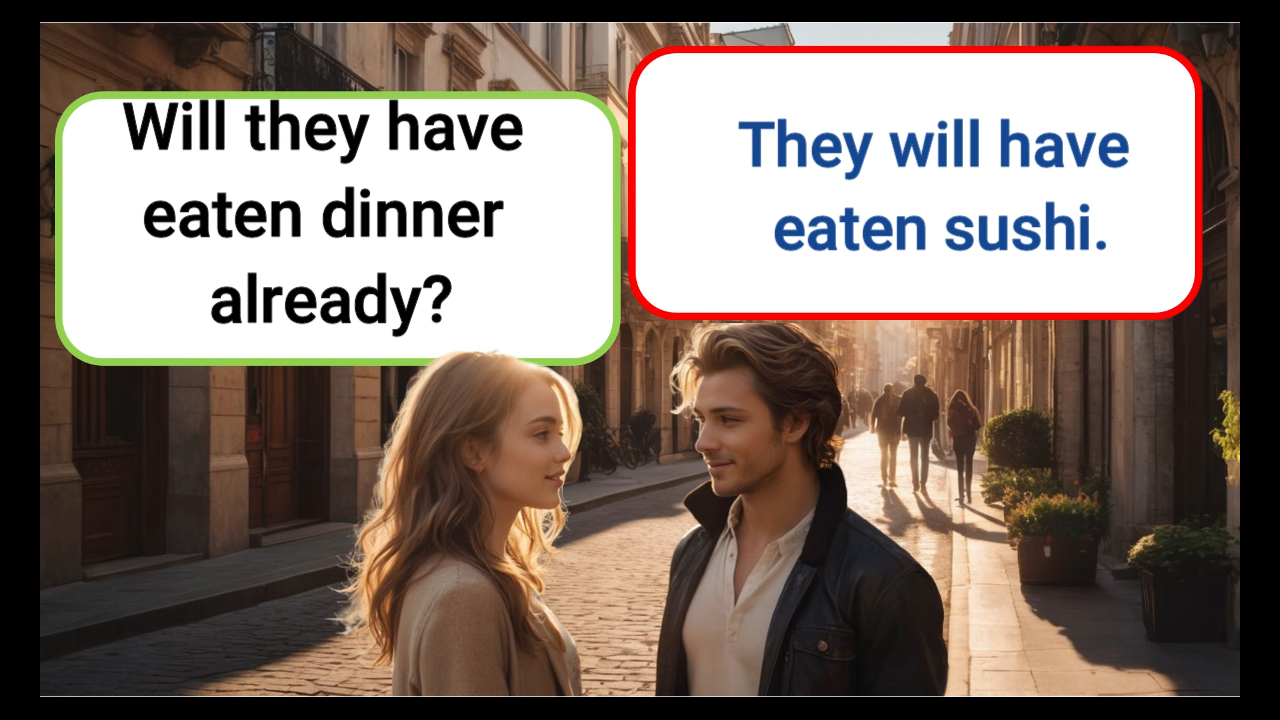 Will they have
eaten dinner
already?
They will have
eaten sushi.